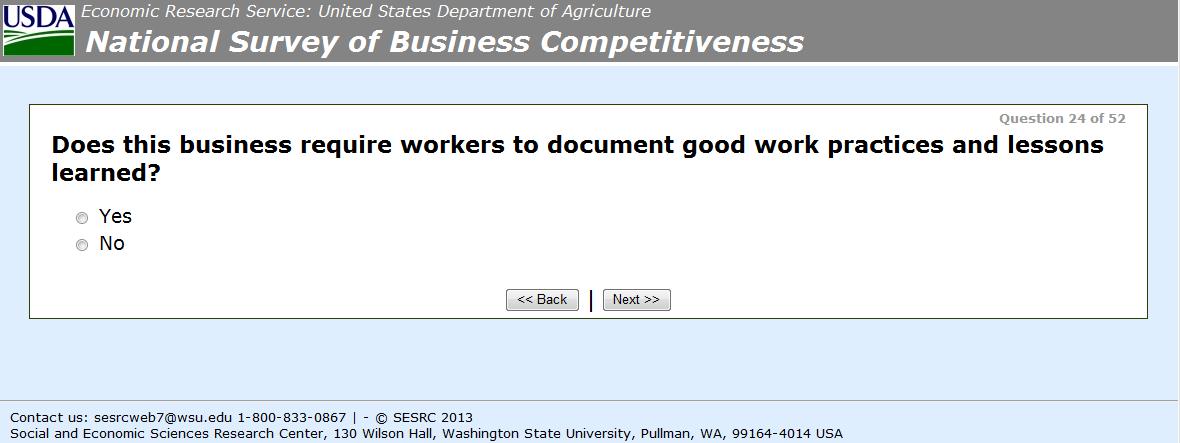 USDA
Economic Research Service: United States Department of Agriculture
National Survey of Business Competitiveness
Question 24 of 52
Does this business require workers to document good work practices and lessons
learned?
Yes
No
<< Back | Next >>
Contact us: sesrcweb7@wsu.edu 1-800-833-0867 | - © SESRC 2013
Social and Economic Sciences Research Center, 130 Wilson Hall, Washington State University, Pullman, WA, 99164-4014 USA